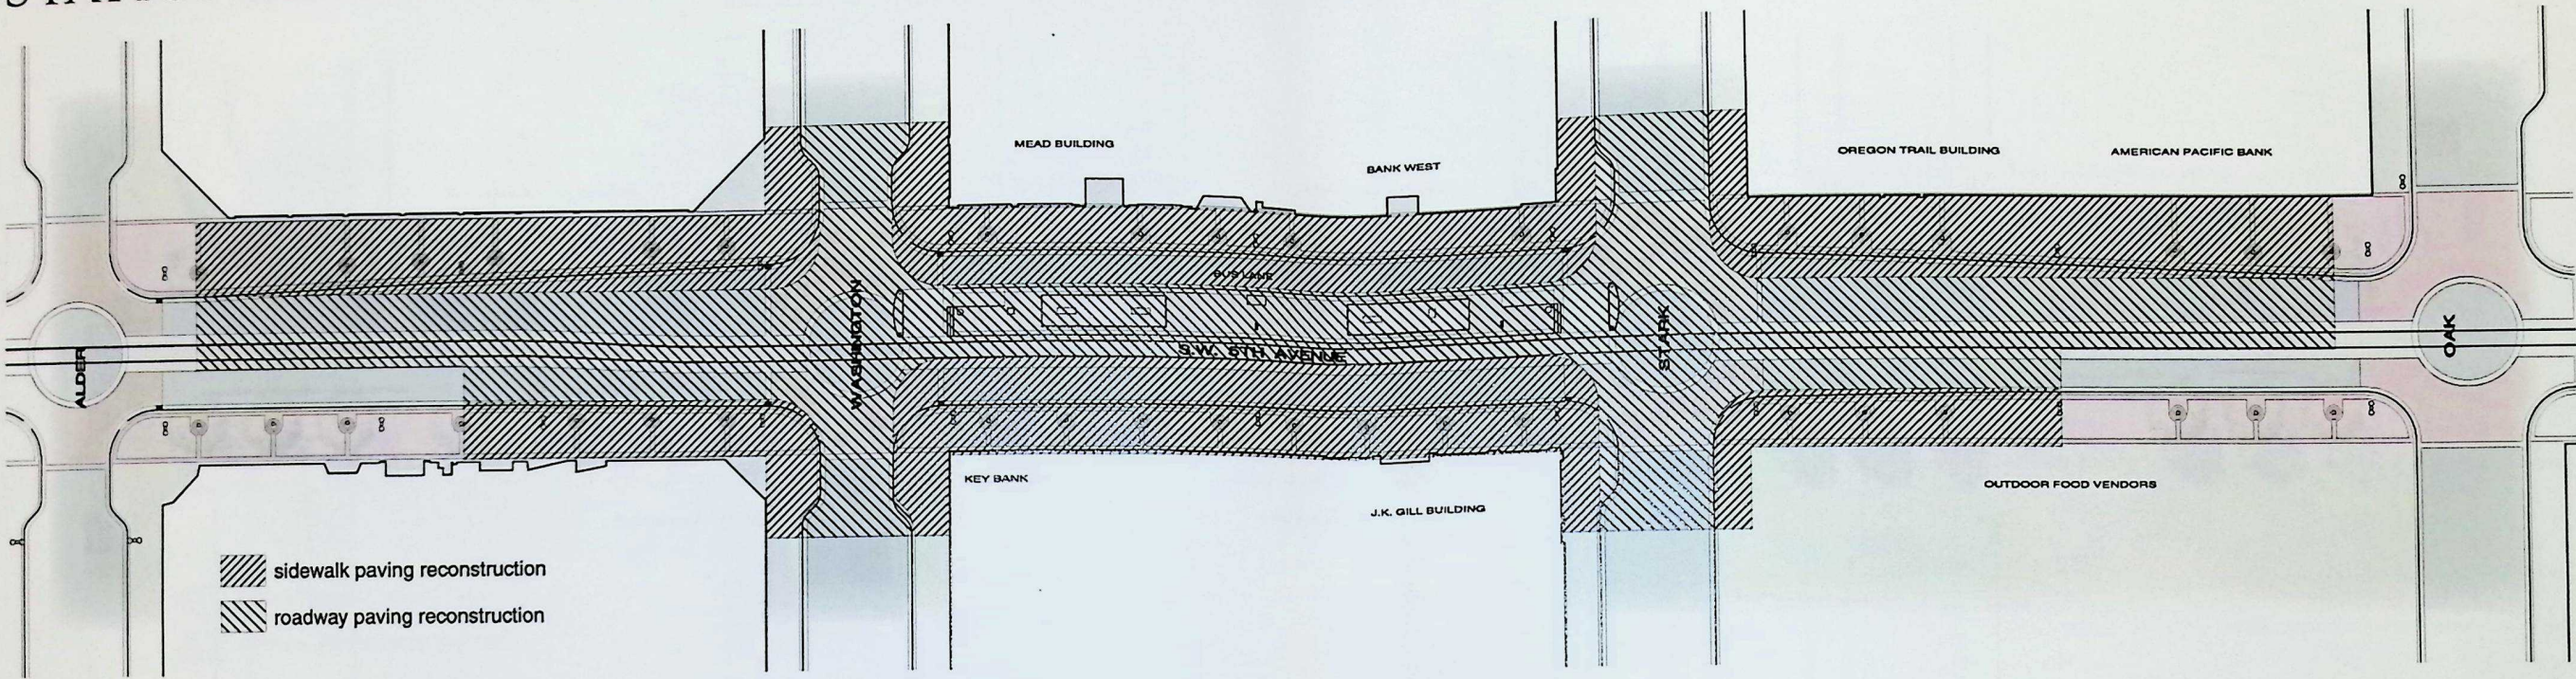 MEAD BUILDING
BANK WEST
OREGON TRAIL BUILDING
AMERICAN PACIFIC BANK
BUS LANE
ALDER
WASHINGTON
S.W. 5TH AVENUE
STARK
OAK
KEY BANK
J.K. GILL BUILDING
OUTDOOR FOOD VENDORS
sidewalk paving reconstruction
roadway paving reconstruction